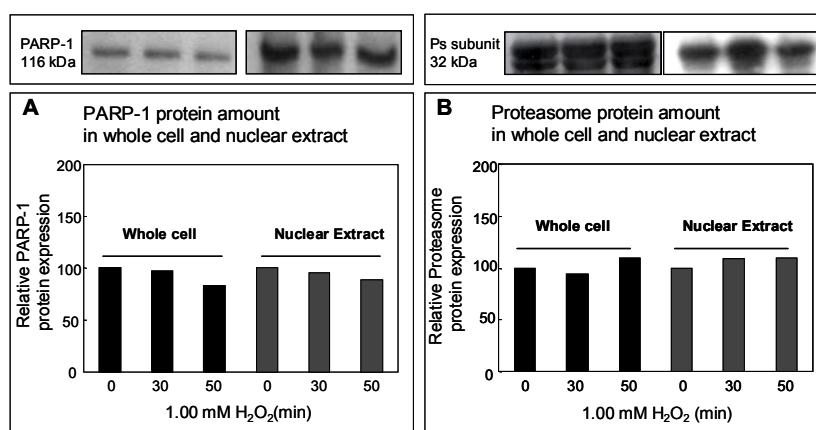 PARP-1
116 kDa
Ps subunit
32 kDa
A
PARP-1 protein amount
in whole cell and nuclear extract
200
150
100
50
0
Relative PARP-1
protein expression
Whole cell
Nuclear Extract
0 30 50 0 30 50
1.00 mM H₂O₂(min)
B
Proteasome protein amount
in whole cell and nuclear extract
200
150
100
50
0
Relative Proteasome
protein expression
Whole cell
Nuclear Extract
0 30 50 0 30 50
1.00 mM H₂O₂ (min)